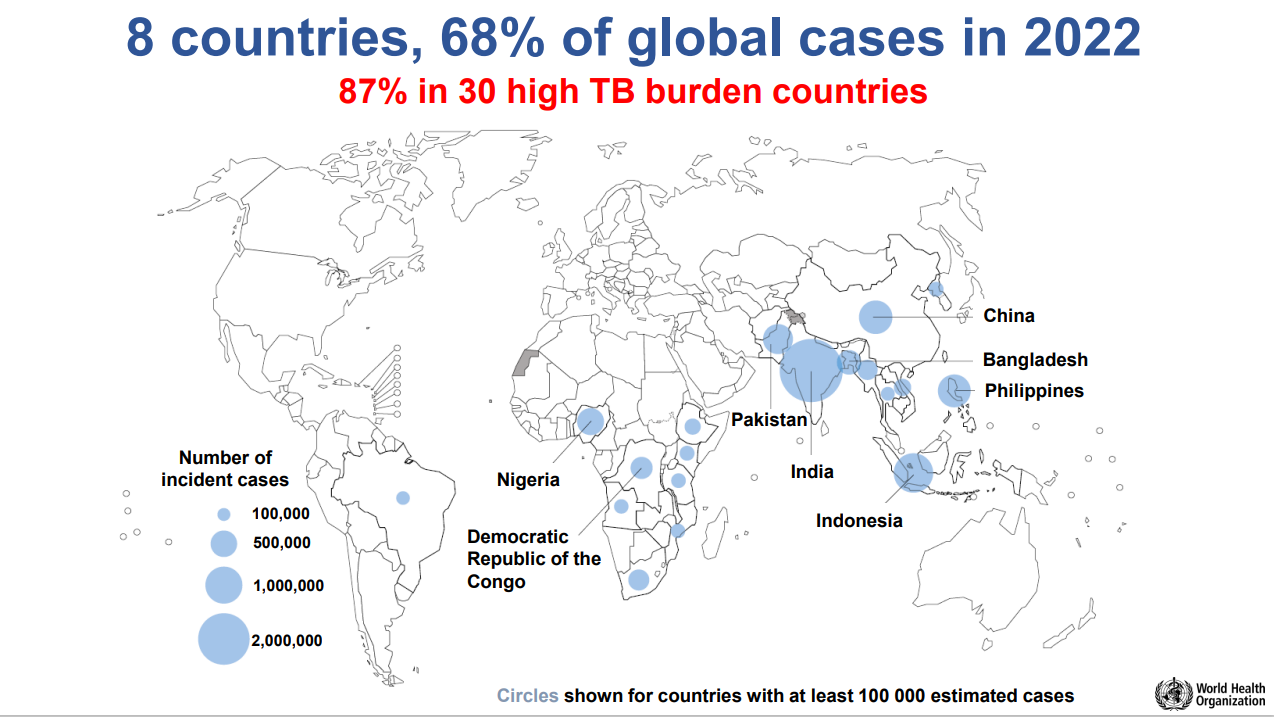 8 countries, 68% of global cases in 2022
87% in 30 high TB burden countries
China
Bangladesh
Philippines
Pakistan
India
Indonesia
Nigeria
Democratic
Republic of the
Congo
Number of
incident cases
100,000
500,000
1,000,000
2,000,000
Circles shown for countries with at least 100 000 estimated cases
World Health
Organization